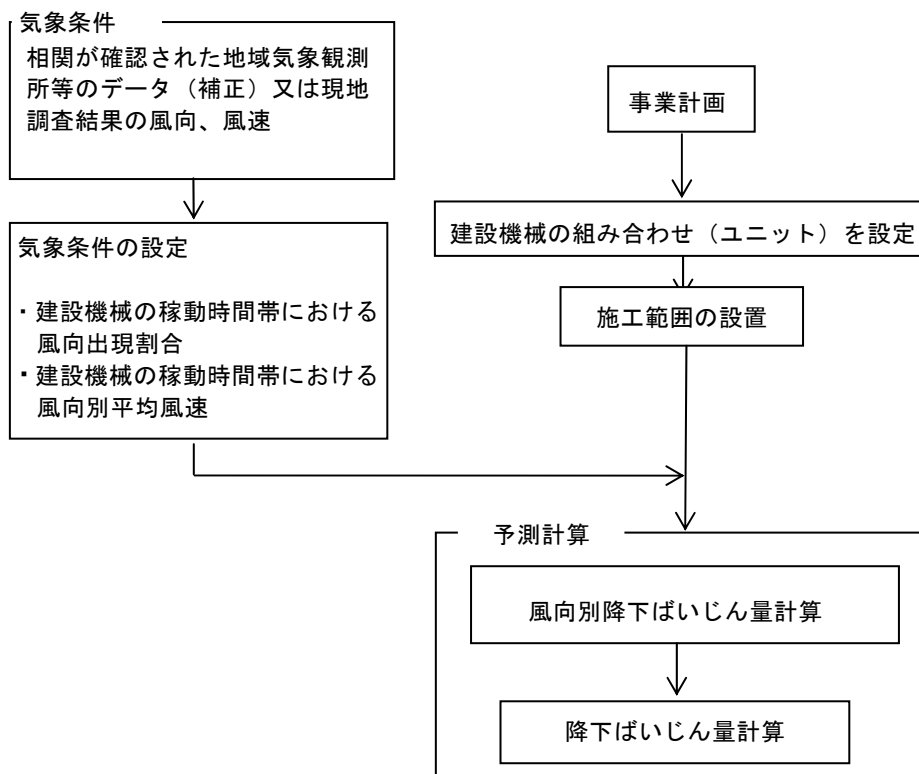 気象条件
相関が確認された地域気象観測
所等のデータ（補正）又は現地
調査結果の風向、風速
気象条件の設定
・建設機械の稼動時間帯における
風向出現割合
・建設機械の稼動時間帯における
風向別平均風速
事業計画
建設機械の組み合わせ（ユニット）を設定
施工範囲の設置
予測計算
風向別降下ばいじん量計算
降下ばいじん量計算